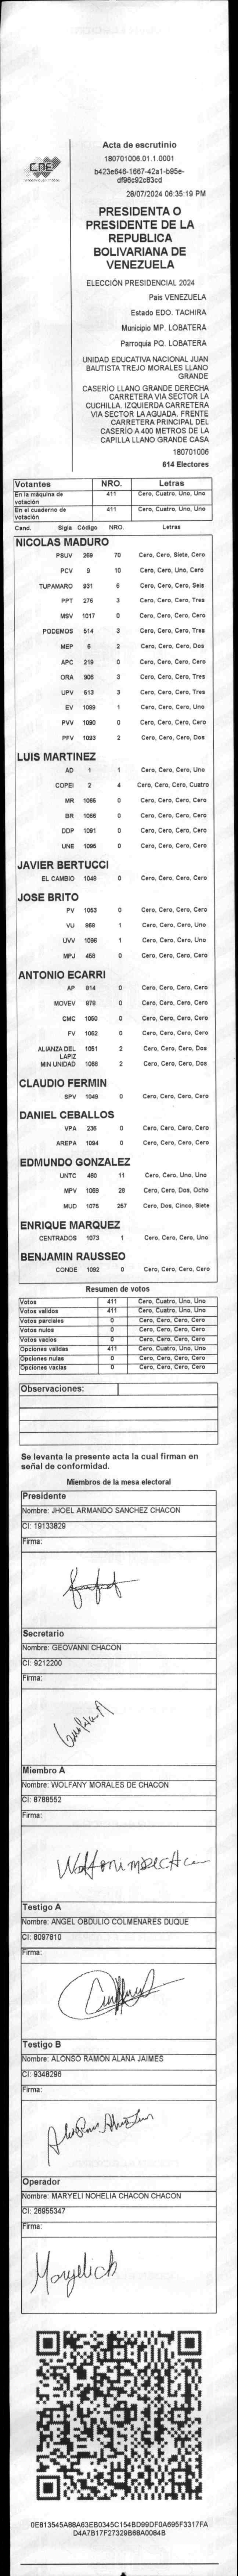 CNE
Acta de escrutinio
180701006.01.1.0001
b423e646-1667-42a1-b95e-
df96c92c83cd
28/07/2024 06:35:19 PM
PRESIDENTA O
PRESIDENTE DE LA
REPUBLICA
BOLIVARIANA DE
VENEZUELA
ELECCIÓN PRESIDENCIAL 2024
Pais VENEZUELA
Estado EDO. TACHIRA
Municipio MP. LOBATERA
Parroquia PQ. LOBATERA
UNIDAD EDUCATIVA NACIONAL JUAN
BAUTISTA TREJO MORALES LLANO
GRANDE
CASERÍO LLANO GRANDE DERECHA
CARRETERA VIA SECTOR LA
CUCHILLA. IZQUIERDA CARRETERA
VIA SECTOR LA AGUADA. FRENTE
CARRETERA PRINCIPAL DEL
CASERÍO A 400 METROS DE LA
CAPILLA LLANO GRANDE CASA
180701006
614 Electores
Votantes NRO. Letras
En la máquina de votación 411 Cero, Cuatro, Uno, Uno
En el cuaderno de votación 411 Cero, Cuatro, Uno, Uno
Cand. Sigla Código NRO. Letras
NICOLAS MADURO
PSUV 269 70 Cero, Cero, Siete, Cero
PCV 9 10 Cero, Cero, Uno, Cero
TUPAMARO 931 6 Cero, Cero, Cero, Seis
PPT 276 3 Cero, Cero, Cero, Tres
MSV 1017 0 Cero, Cero, Cero, Cero
PODEMOS 514 3 Cero, Cero, Cero, Tres
MEP 6 2 Cero, Cero, Cero, Dos
APC 219 0 Cero, Cero, Cero, Cero
ORA 906 3 Cero, Cero, Cero, Tres
UPV 613 3 Cero, Cero, Cero, Tres
EV 1089 1 Cero, Cero, Cero, Uno
PVV 1090 0 Cero, Cero, Cero, Cero
PFV 1093 2 Cero, Cero, Cero, Dos
LUIS MARTINEZ
AD 1 1 Cero, Cero, Cero, Uno
COPEI 2 4 Cero, Cero, Cero, Cuatro
MR 1065 0 Cero, Cero, Cero, Cero
BR 1066 0 Cero, Cero, Cero, Cero
DDP 1091 0 Cero, Cero, Cero, Cero
UNE 1095 0 Cero, Cero, Cero, Cero
JAVIER BERTUCCI
EL CAMBIO 1046 0 Cero, Cero, Cero, Cero
JOSE BRITO
PV 1053 0 Cero, Cero, Cero, Cero
VU 968 1 Cero, Cero, Cero, Uno
UVV 1096 1 Cero, Cero, Cero, Uno
MPJ 458 0 Cero, Cero, Cero, Cero
ANTONIO ECARRI
AP 814 0 Cero, Cero, Cero, Cero
MOVEV 878 0 Cero, Cero, Cero, Cero
CMC 1050 0 Cero, Cero, Cero, Cero
FV 1062 0 Cero, Cero, Cero, Cero
ALIANZA DEL LAPIZ 1051 2 Cero, Cero, Cero, Dos
MIN UNIDAD 1068 2 Cero, Cero, Cero, Dos
CLAUDIO FERMIN
SPV 1049 0 Cero, Cero, Cero, Cero
DANIEL CEBALLOS
VPA 236 0 Cero, Cero, Cero, Cero
AREPA 1094 0 Cero, Cero, Cero, Cero
EDMUNDO GONZALEZ
UNTC 460 11 Cero, Cero, Uno, Uno
MPV 1069 28 Cero, Cero, Dos, Ocho
MUD 1075 257 Cero, Dos, Cinco, Siete
ENRIQUE MARQUEZ
CENTRADOS 1073 1 Cero, Cero, Cero, Uno
BENJAMIN RAUSSEO
CONDE 1092 0 Cero, Cero, Cero, Cero
Resumen de votos
Votos 411 Cero, Cuatro, Uno, Uno
Votos validos 411 Cero, Cuatro, Uno, Uno
Votos parciales 0 Cero, Cero, Cero, Cero
Votos nulos 0 Cero, Cero, Cero, Cero
Votos vacios 0 Cero, Cero, Cero, Cero
Opciones validas 411 Cero, Cuatro, Uno, Uno
Opciones nulas 0 Cero, Cero, Cero, Cero
Opciones vacias 0 Cero, Cero, Cero, Cero
Observaciones:
Se levanta la presente acta la cual firman en
señal de conformidad.
Miembros de la mesa electoral
Presidente
Nombre: JHOEL ARMANDO SANCHEZ CHACON
CI: 19133829
Firma:
Secretario
Nombre: GEOVANNI CHACON
CI: 9212200
Firma:
Miembro A
Nombre: WOLFANY MORALES DE CHACON
CI: 8788552
Firma:
Testigo A
Nombre: ANGEL OBDULIO COLMENARES DUQUE
CI: 8097810
Firma:
Testigo B
Nombre: ALONSO RAMON ALAÑA JAIMES
CI: 9348296
Firma:
Operador
Nombre: MARYELI NOHELIA CHACON CHACON
CI: 26955347
Firma:
0E813545A88A63EB0345C154BD99DF0A695F3317FA
D4A7B17F27329B68A0084B